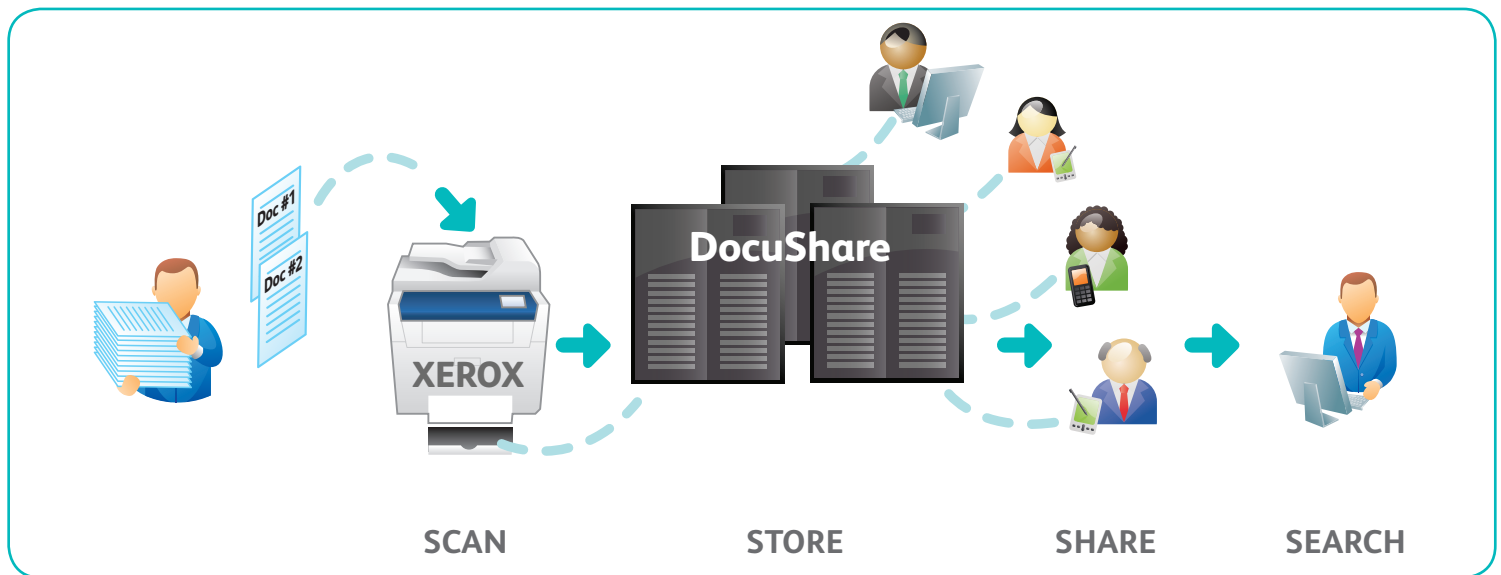 Doc #1
Doc #2
XEROX
DocuShare
SCAN
STORE
SHARE
SEARCH